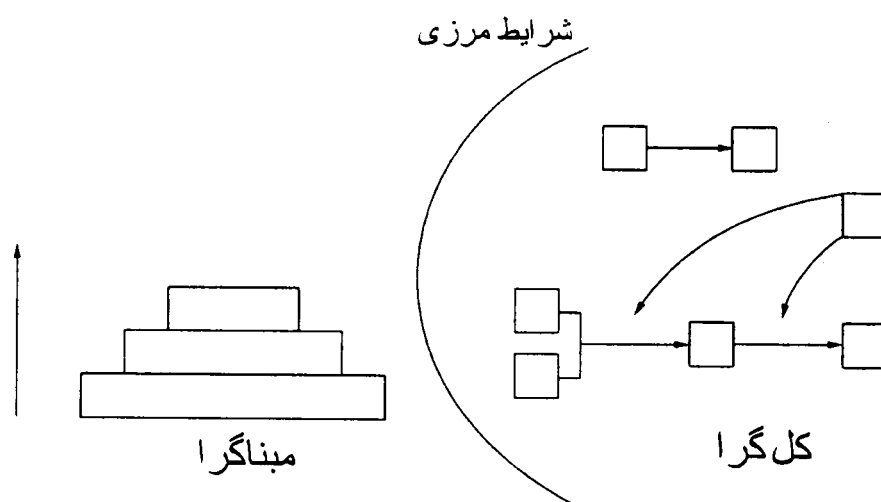 شرایط مرزی
کل گرا
مبناگرا